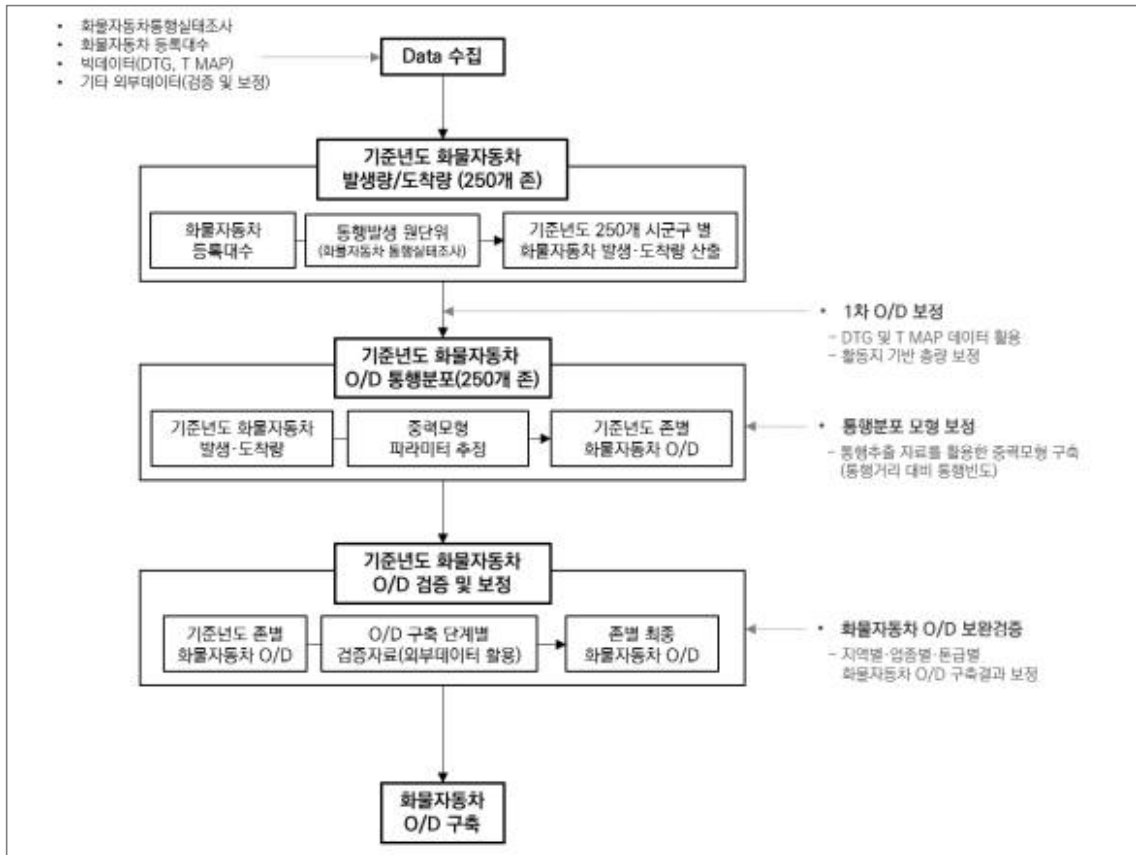 • 화물자동차통행실태조사
• 화물자동차 등록대수
• 빅데이터(DTG, T MAP)
• 기타 외부데이터(검증 및 보정)
Data 수집
기준년도 화물자동차
발생량/도착량 (250개 존)
화물자동차
등록대수
통행발생 원단위
(화물자동차 통행실태조사)
기준년도 250개 시군구 별
화물자동차 발생·도착량 산출
• 1차 O/D 보정
– DTG 및 T MAP 데이터 활용
– 활동지 기반 총량 보정
기준년도 화물자동차
O/D 통행분포(250개 존)
기준년도 화물자동차
발생·도착량
중력모형
파라미터 추정
기준년도 존별
화물자동차 O/D
• 통행분포 모형 보정
– 통행추출 자료를 활용한 중력모형 구축
(통행거리 대비 통행빈도)
기준년도 화물자동차
O/D 검증 및 보정
기준년도 존별
화물자동차 O/D
O/D 구축 단계별
검증자료(외부데이터 활용)
존별 최종
화물자동차 O/D
• 화물자동차 O/D 보완검증
– 지역별·업종별·톤급별
화물자동차 O/D 구축결과 보정
화물자동차
O/D 구축